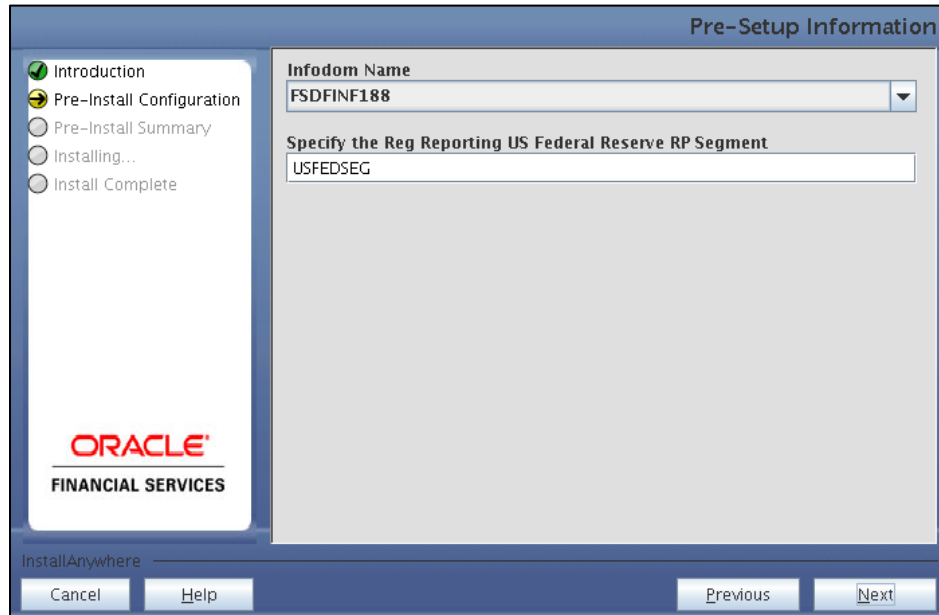 Pre-Setup Information
Introduction
Pre-Install Configuration
Pre-Install Summary
Installing...
Install Complete
ORACLE
FINANCIAL SERVICES
Infodom Name
FSDFINF188
Specify the Reg Reporting US Federal Reserve RP Segment
USFEDSEG
InstallAnywhere
Cancel
Help
Previous
Next